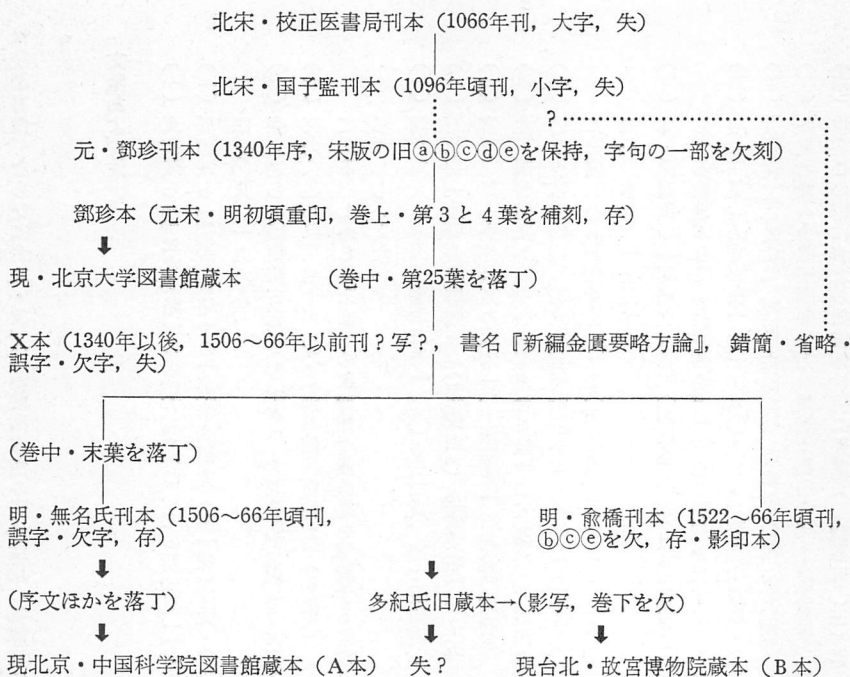 北宋・校正医書局刊本（1066年刊，大字，失）
北宋・国子監刊本（1096年頃刊，小字，失）
?
元・鄧珍刊本（1340年序，宋版の旧ⓐⓑⓒⓓⓔを保持，字句の一部を欠刻）
鄧珍本（元末・明初頃重印，巻上・第3と4葉を補刻，存）
現・北京大学図書館蔵本　（巻中・第25葉を落丁）
X本（1340年以後，1506～66年以前刊？写？，書名『新編金匱要略方論』，錯簡・省略・
誤字・欠字，失）
（巻中・末葉を落丁）
明・無名氏刊本（1506～66年頃刊，
誤字・欠字，存）
明・兪橋刊本（1522～66年頃刊，
ⓑⓒⓔを欠，存・影印本）
（序文ほかを落丁）　多紀氏旧蔵本→（影写，巻下を欠）
現北京・中国科学院図書館蔵本（A本）　失？　現台北・故宮博物院蔵本（B本）